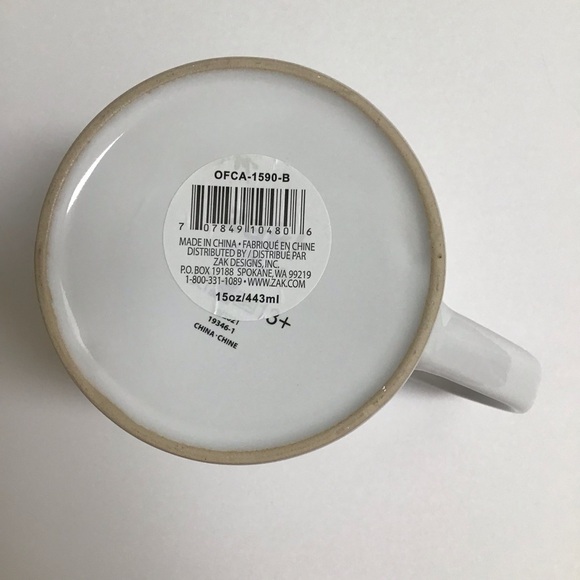 OFCA-1590-B
7 07849 10480 6
MADE IN CHINA • FABRIQUÉ EN CHINE
DISTRIBUTED BY / DISTRIBUÉ PAR
ZAK DESIGNS, INC.
P.O. BOX 19188 SPOKANE, WA 99219
1-800-331-1089 • WWW.ZAK.COM
15oz/443ml
3+
19346-1
CHINA • CHINE